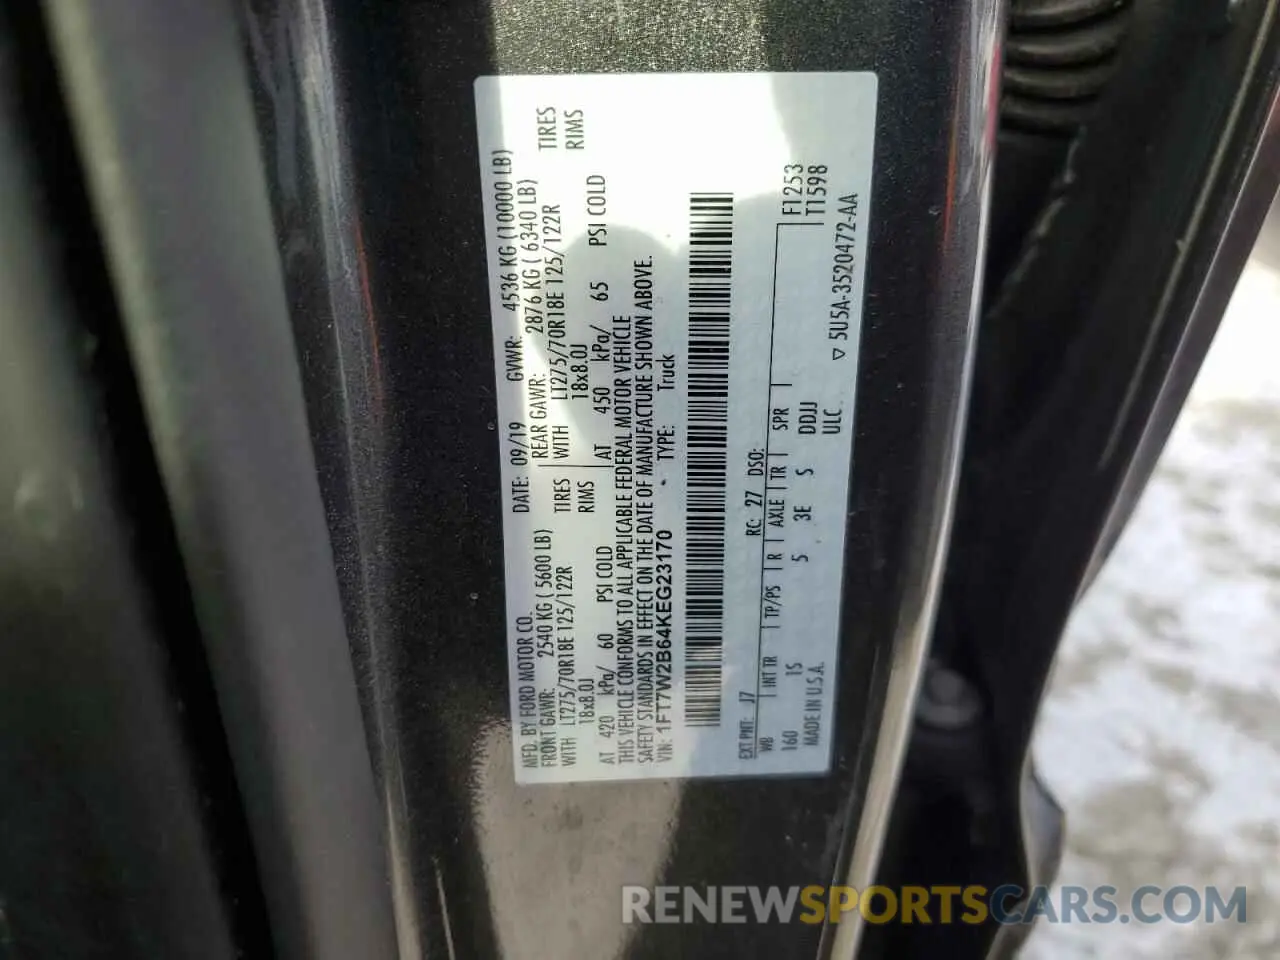 MFD. BY FORD MOTOR CO.
DATE: 09/19
GVWR: 4536 KG (10000 LB)
FRONT GAWR: 2540 KG ( 5600 LB)
REAR GAWR: 2876 KG ( 6340 LB)
WITH LT275/70R18E 125/122R TIRES
WITH LT275/70R18E 125/122R TIRES
18x8.0J RIMS
18x8.0J RIMS
AT 420 kPa/ 60 PSI COLD
AT 450 kPa/ 65 PSI COLD
THIS VEHICLE CONFORMS TO ALL APPLICABLE FEDERAL MOTOR VEHICLE
SAFETY STANDARDS IN EFFECT ON THE DATE OF MANUFACTURE SHOWN ABOVE.
VIN: 1FT7W2B64KEG23170
TYPE: Truck
EXT PNT: J7 RC: 27 DSO:
F1253
WB INT TR TP/PS R AXLE TR SPR
T1598
160 1S 5 3E S DDJJ
MADE IN U.S.A. ULC
▽ 5U5A-3520472-AA
RENEWSPORTSCARS.COM